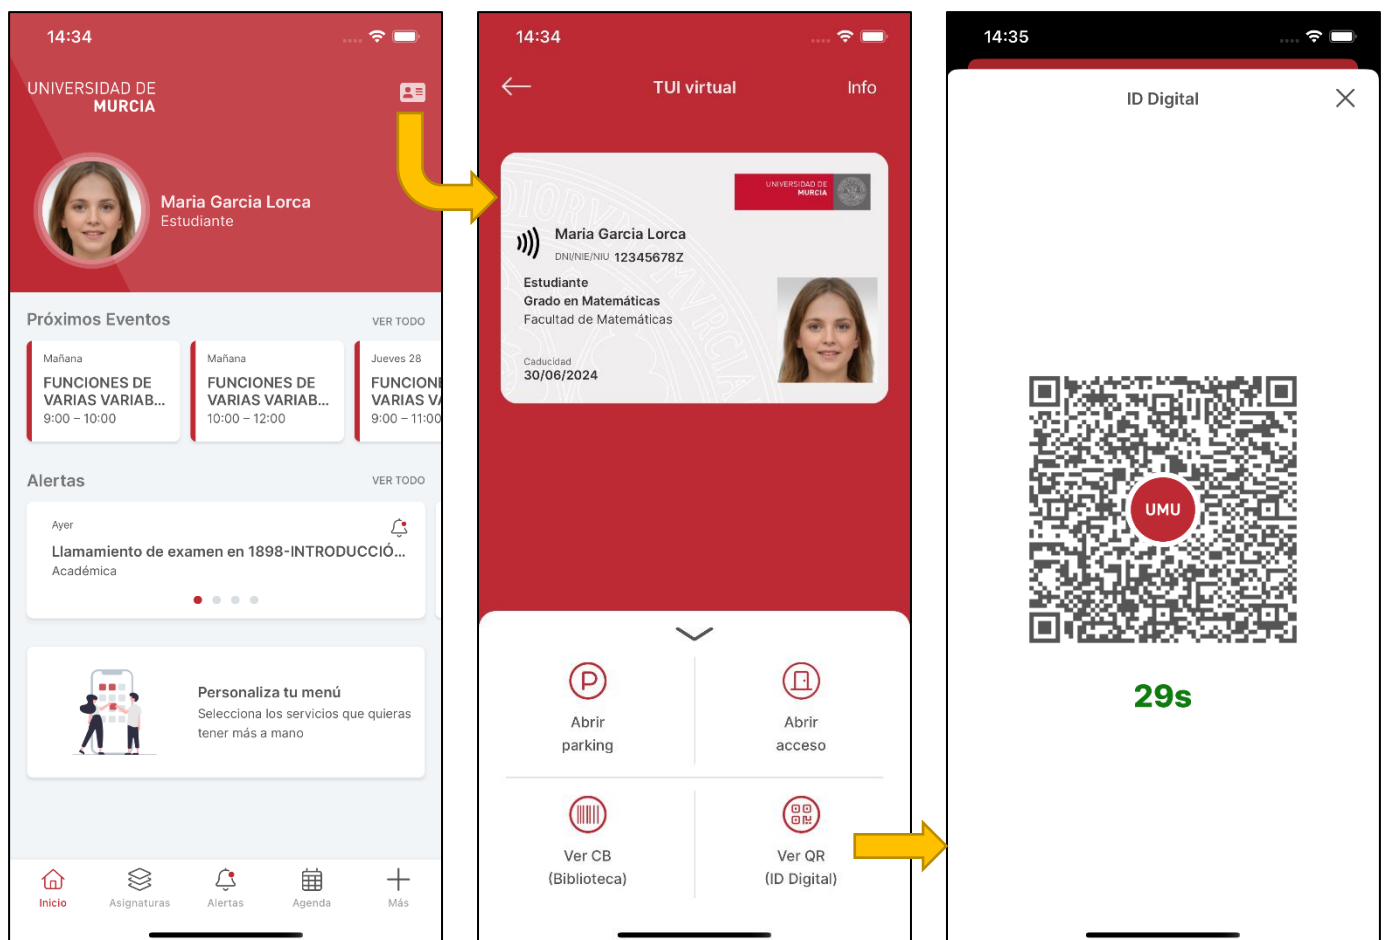 14:34
UNIVERSIDAD DE
MURCIA
Maria Garcia Lorca
Estudiante
Próximos Eventos
VER TODO
Mañana
FUNCIONES DE
VARIAS VARIAB...
9:00 – 10:00
Mañana
FUNCIONES DE
VARIAS VARIAB...
10:00 – 12:00
Jueves 28
FUNCION
VARIAS VA
9:00 – 11:00
Alertas
VER TODO
Ayer
Llamamiento de examen en 1898-INTRODUCCIÓ...
Académica
Personaliza tu menú
Selecciona los servicios que quieras
tener más a mano
Inicio
Asignaturas
Alertas
Agenda
Más
14:34
TUI virtual
Info
UNIVERSIDAD DE
MURCIA
Maria Garcia Lorca
DNI/NIE/NIU 12345678Z
Estudiante
Grado en Matemáticas
Facultad de Matemáticas
Caducidad
30/06/2024
Abrir
parking
Abrir
acceso
Ver CB
(Biblioteca)
Ver QR
(ID Digital)
14:35
ID Digital
UMU
29s